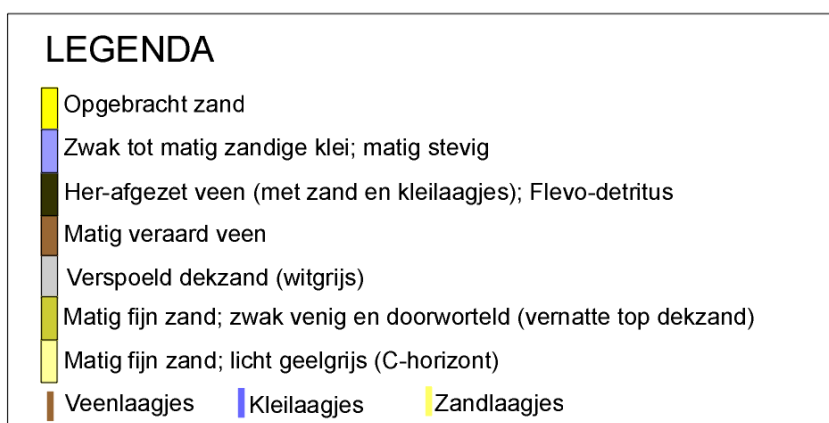 LEGENDA
Opgebracht zand
Zwak tot matig zandige klei; matig stevig
Her-afgezet veen (met zand en kleilaagjes); Flevo-detritus
Matig veraard veen
Verspoeld dekzand (witgrijs)
Matig fijn zand; zwak venig en doorworteld (vernatte top dekzand)
Matig fijn zand; licht geelgrijs (C-horizont)
Veenlaagjes Kleilaagjes Zandlaagjes